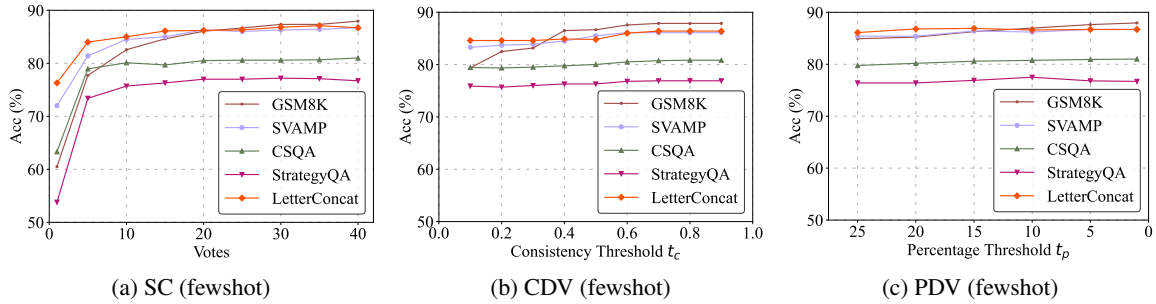 90
80
70
60
50
Acc (%)
0
10
20
30
40
Votes
GSM8K
SVAMP
CSQA
StrategyQA
LetterConcat
(a) SC (fewshot)
90
80
70
60
50
Acc (%)
0.0
0.2
0.4
0.6
0.8
1.0
Consistency Threshold t_c
GSM8K
SVAMP
CSQA
StrategyQA
LetterConcat
(b) CDV (fewshot)
90
80
70
60
50
Acc (%)
25
20
15
10
5
0
Percentage Threshold t_p
GSM8K
SVAMP
CSQA
StrategyQA
LetterConcat
(c) PDV (fewshot)